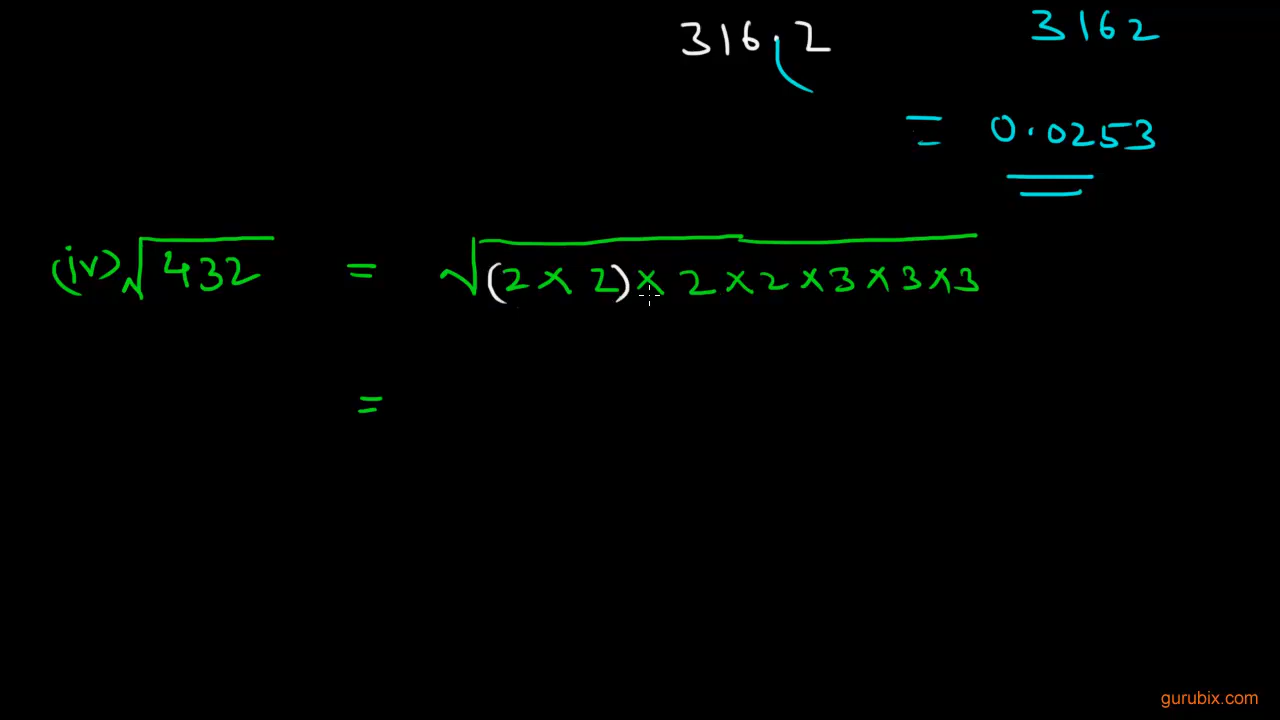 316.2 3162
= 0.0253
(iv) √432 = √(2 × 2) × 2 × 2 × 3 × 3 × 3
=
gurubix.com